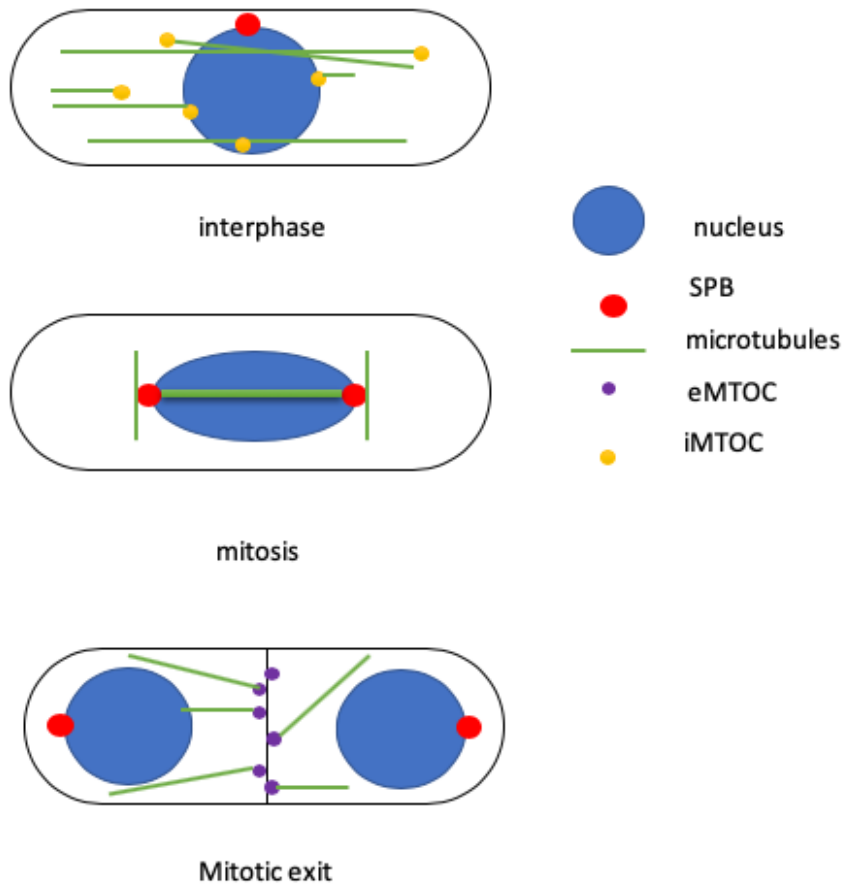 interphase
nucleus
SPB
microtubules
eMTOC
iMTOC
mitosis
Mitotic exit